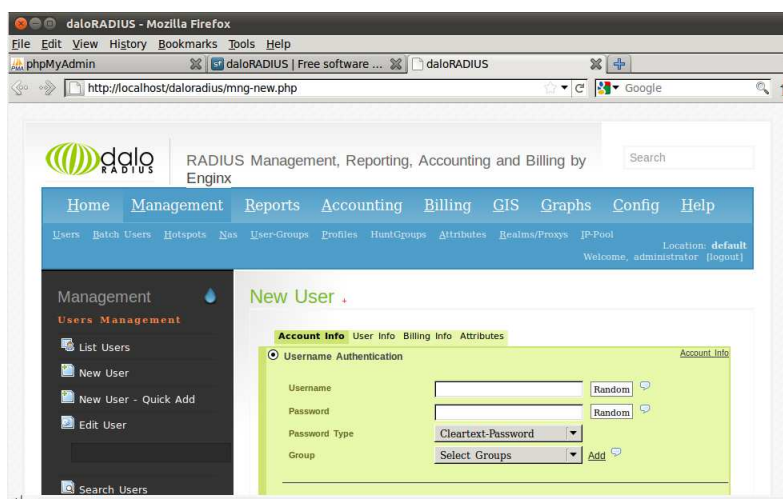 daloRADIUS - Mozilla Firefox
File Edit View History Bookmarks Tools Help
phpMyAdmin daloRADIUS | Free software ... daloRADIUS
http://localhost/daloradius/mng-new.php Google
dalo RADIUS
RADIUS Management, Reporting, Accounting and Billing by
Enginx
Search
Home Management Reports Accounting Billing GIS Graphs Config Help
Users Batch Users Hotspots Nas User-Groups Profiles HuntGroups Attributes Realms/Proxys IP-Pool
Location: default
Welcome, administrator [logout]
Management
Users Management
List Users
New User
New User - Quick Add
Edit User
Search Users
New User +
Account Info User Info Billing Info Attributes
Username Authentication Account Info
Username Random
Password Random
Password Type Cleartext-Password
Group Select Groups Add